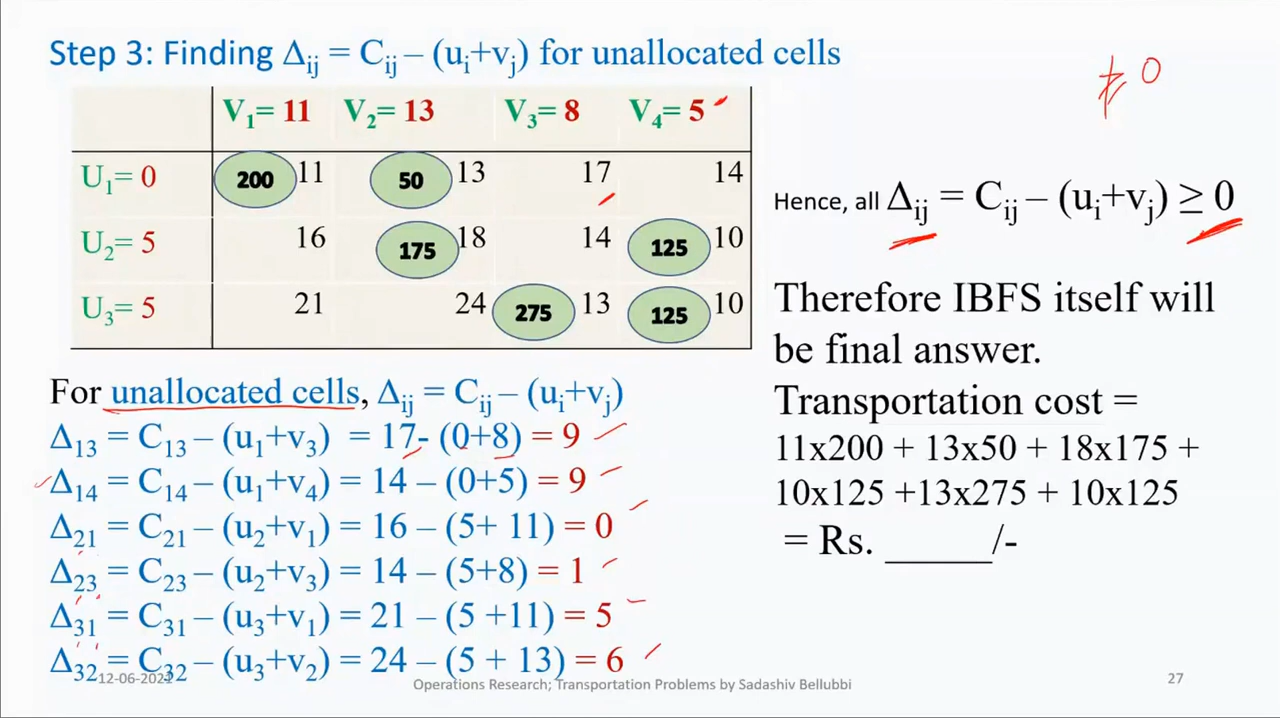 Step 3: Finding Δij = Cij – (ui+vj) for unallocated cells
≠ 0
V1= 11 V2= 13 V3= 8 V4= 5
U1= 0 200 11 50 13 17 14
U2= 5 16 175 18 14 125 10
U3= 5 21 24 275 13 125 10
For unallocated cells, Δij = Cij – (ui+vj)
Δ13 = C13 – (u1+v3) = 17- (0+8) = 9
Δ14 = C14 – (u1+v4) = 14 – (0+5) = 9
Δ21 = C21 – (u2+v1) = 16 – (5+ 11) = 0
Δ23 = C23 – (u2+v3) = 14 – (5+8) = 1
Δ31 = C31 – (u3+v1) = 21 – (5 +11) = 5
Δ32 = C32 – (u3+v2) = 24 – (5 + 13) = 6
Hence, all Δij = Cij – (ui+vj) ≥ 0
Therefore IBFS itself will
be final answer.
Transportation cost =
11x200 + 13x50 + 18x175 +
10x125 +13x275 + 10x125
= Rs. _____/-
12-06-2021
Operations Research; Transportation Problems by Sadashiv Bellubbi
27